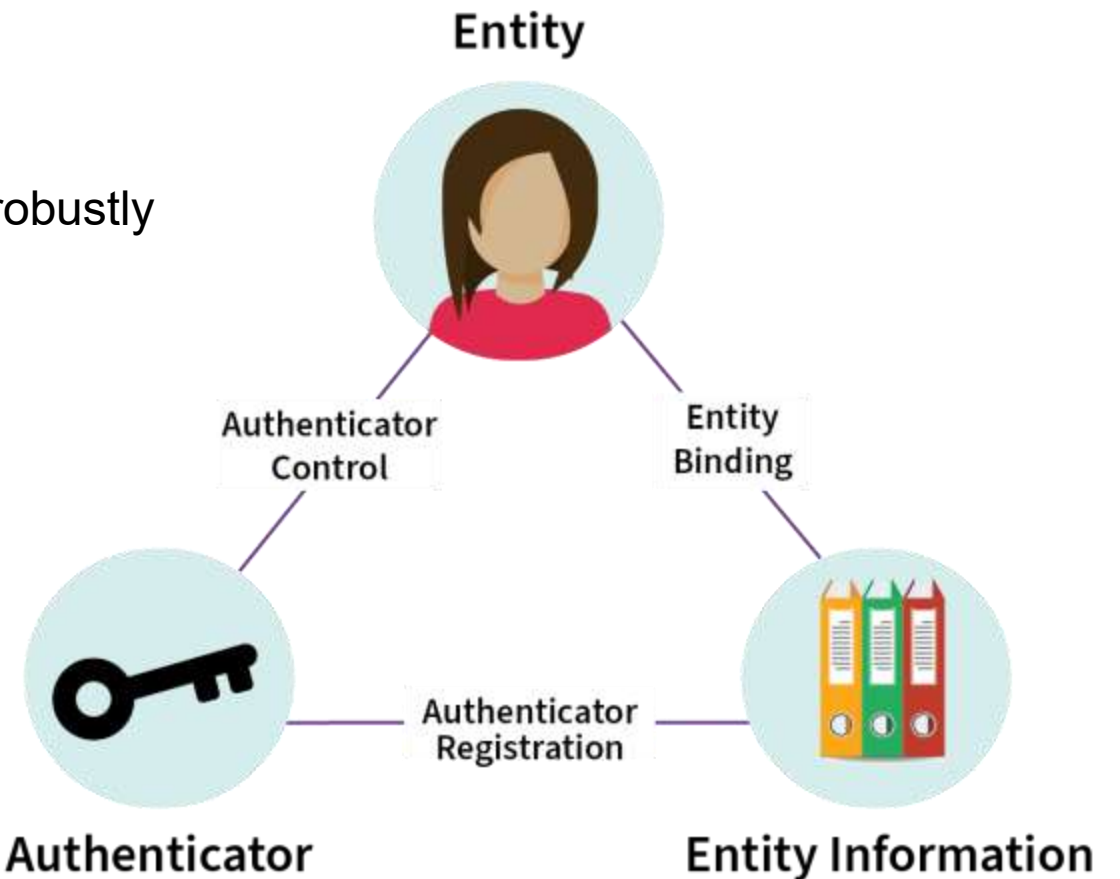 Entity
robustly
Authenticator
Control
Entity
Binding
Authenticator
Registration
Authenticator
Entity Information